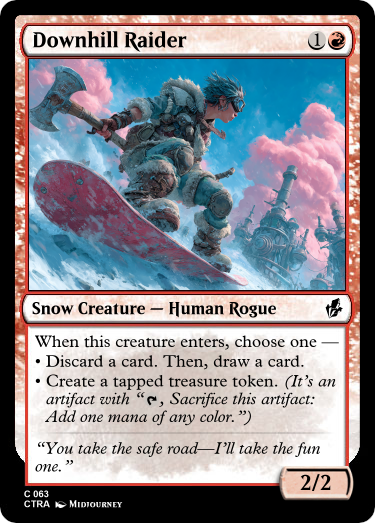 Downhill Raider 1
Snow Creature — Human Rogue
When this creature enters, choose one —
• Discard a card. Then, draw a card.
• Create a tapped treasure token. (It's an
artifact with “, Sacrifice this artifact:
Add one mana of any color.”)
“You take the safe road—I'll take the fun
one.”
2/2
C 063
CTRA Midjourney